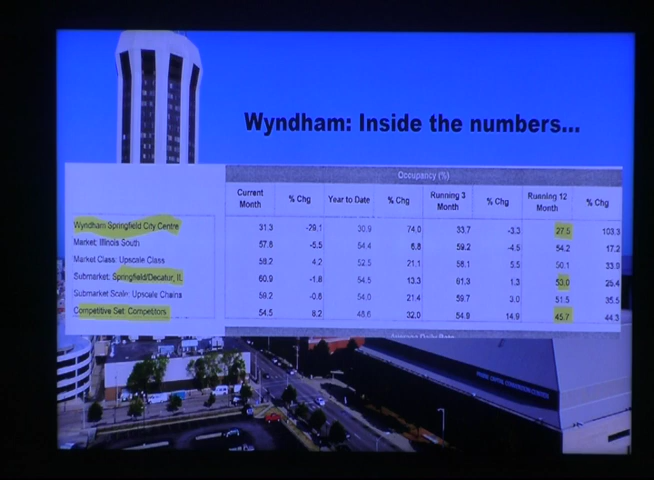 Wyndham: Inside the numbers...
Occupancy (%)
Current Month % Chg Year to Date % Chg Running 3 Month % Chg Running 12 Month % Chg
Wyndham Springfield City Centre 31.3 -29.1 30.9 74.0 33.7 -3.3 27.5 103.3
Market: Illinois South 57.8 -5.5 54.4 6.8 59.2 -4.5 54.2 17.2
Market Class: Upscale Class 58.2 4.2 52.5 21.1 58.1 5.5 50.1 33.9
Submarket: Springfield/Decatur, IL 60.9 -1.8 54.5 13.3 61.3 1.3 53.0 25.4
Submarket Scale: Upscale Chains 59.2 -0.6 54.0 21.4 59.7 3.0 51.5 35.5
Competitive Set: Competitors 54.5 8.2 48.6 32.0 54.9 14.9 45.7 44.3